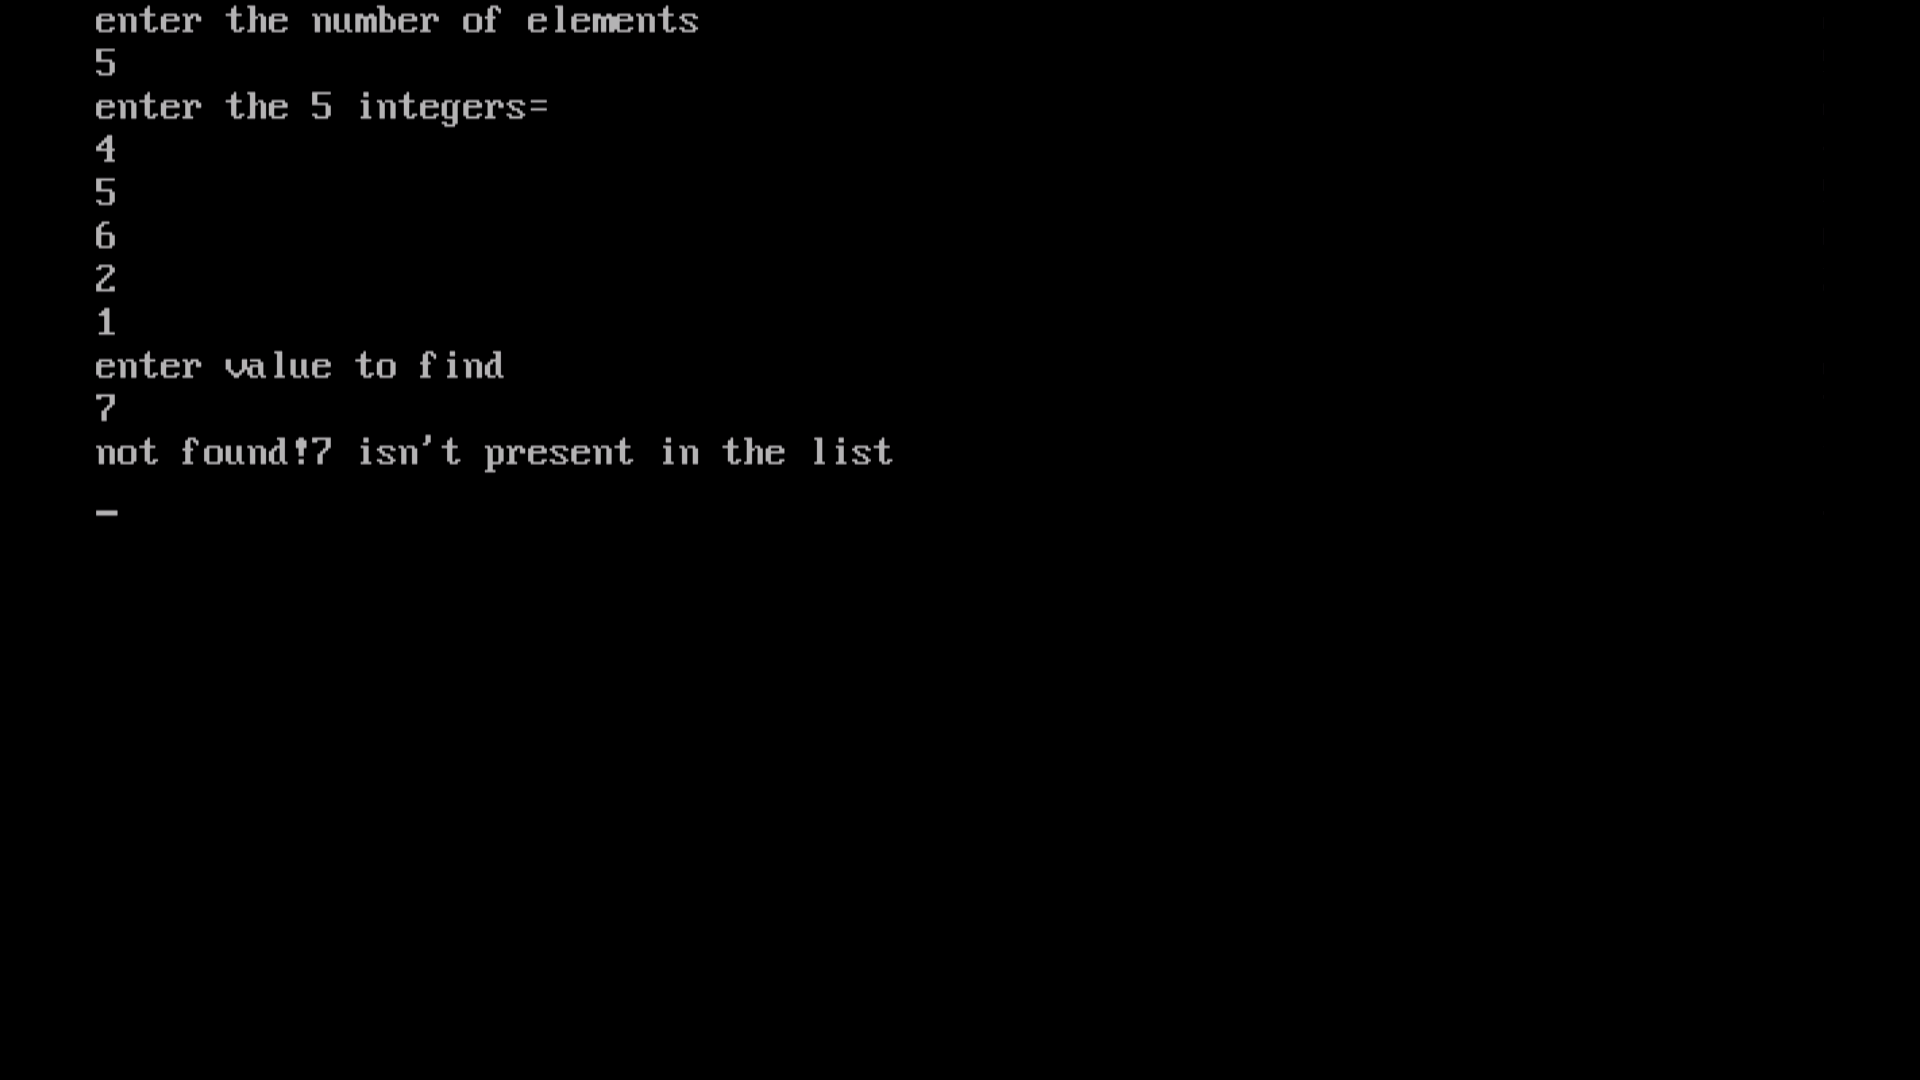 enter the number of elements
5
enter the 5 integers=
4
5
6
2
1
enter value to find
7
not found!7 isn't present in the list
_